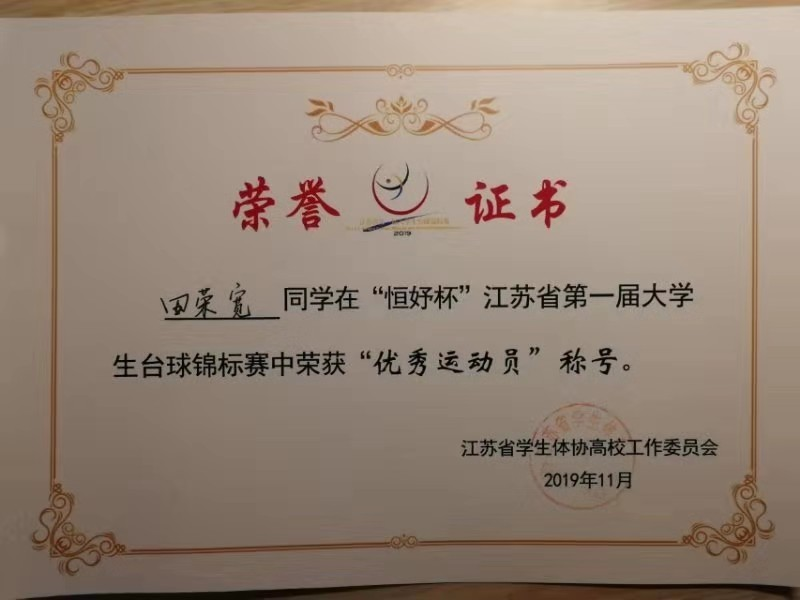 荣誉证书
2019
田荣宽 同学在“恒妤杯”江苏省第一届大学
生台球锦标赛中荣获“优秀运动员”称号。
江苏省学生体协高校工作委员会
2019年11月